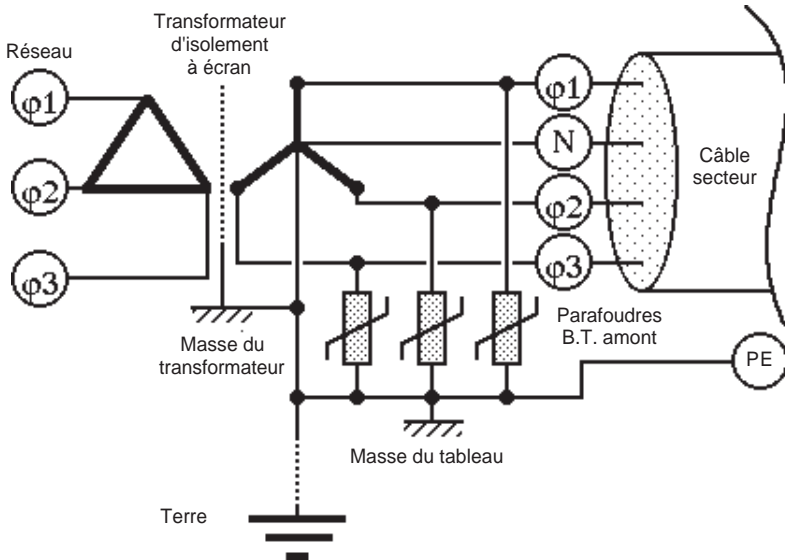 Transformateur
d'isolement
à écran
Réseau
φ1
φ2
φ3
φ1
N
φ2
φ3
Câble
secteur
Masse du
transformateur
Parafoudres
B.T. amont
PE
Masse du tableau
Terre